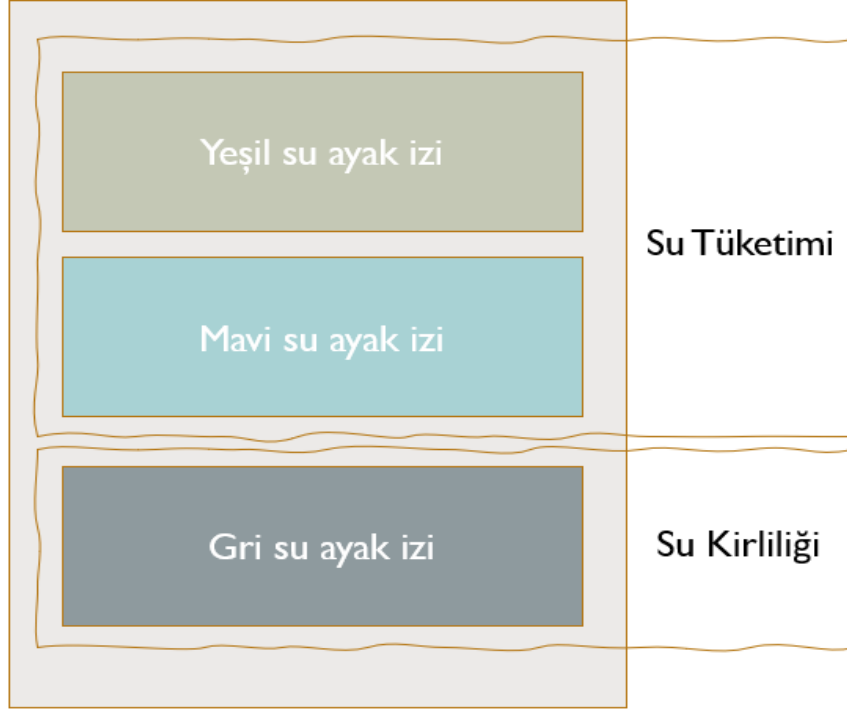 Yeşil su ayak izi
Su Tüketimi
Mavi su ayak izi
Gri su ayak izi
Su Kirliliği